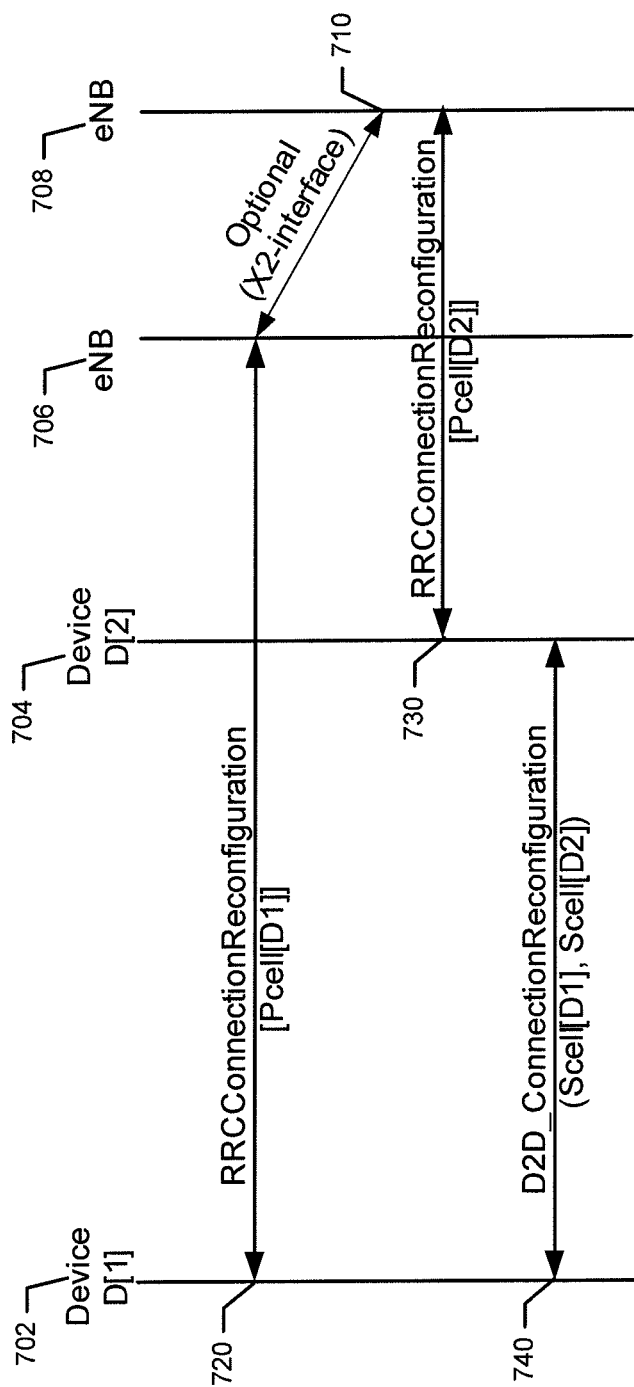 702
Device
D[1]
704
Device
D[2]
706
eNB
708
eNB
720
RRCConnectionReconfiguration
[Pcell[D1]]
Optional
(X2-interface)
710
730
RRCConnectionReconfiguration
[Pcell[D2]]
740
D2D_ConnectionReconfiguration
(Scell[D1], Scell[D2])